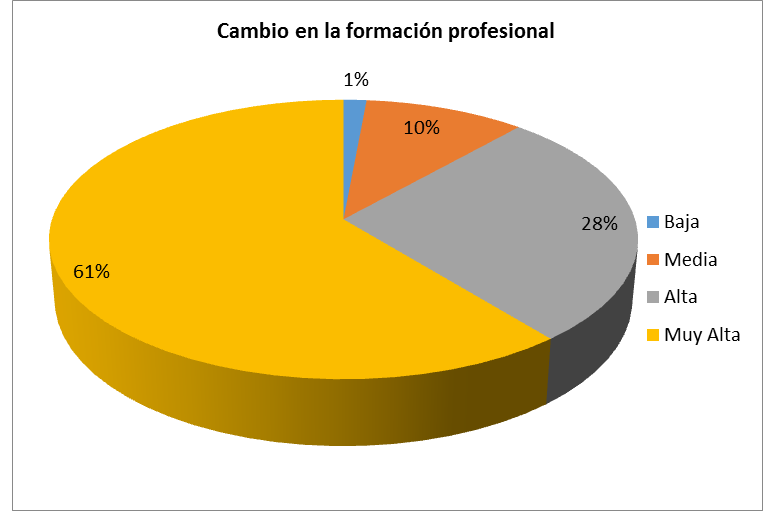 Cambio en la formación profesional
1%
10%
28%
61%
Baja
Media
Alta
Muy Alta